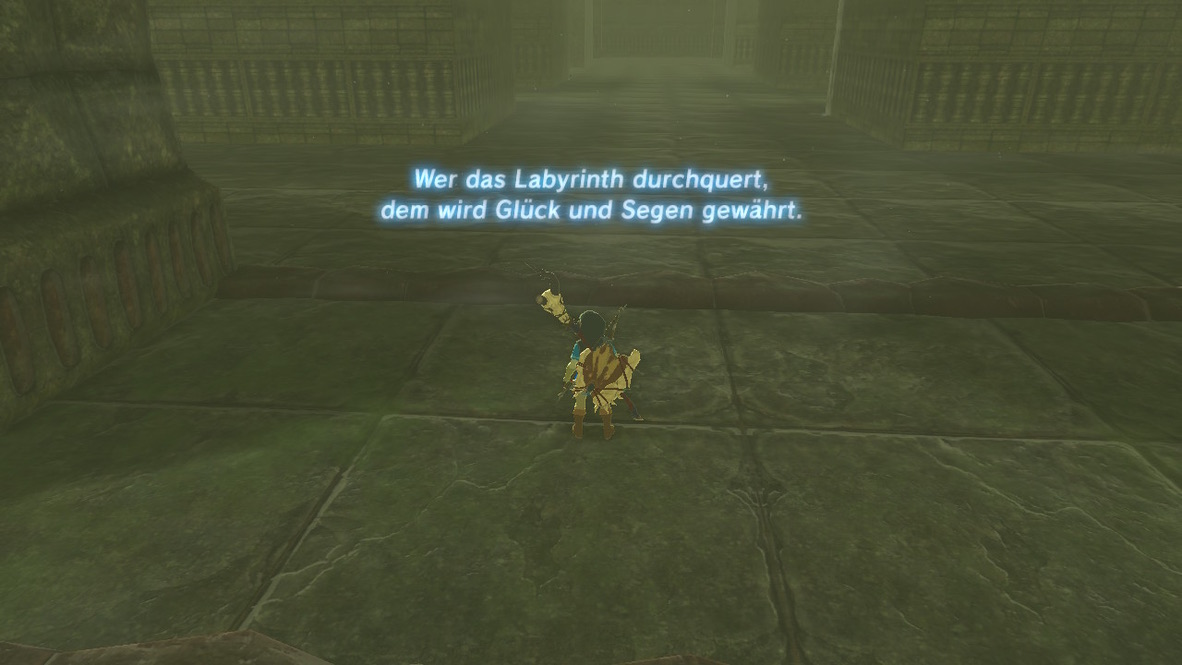 Wer das Labyrinth durchquert,
dem wird Glück und Segen gewährt.